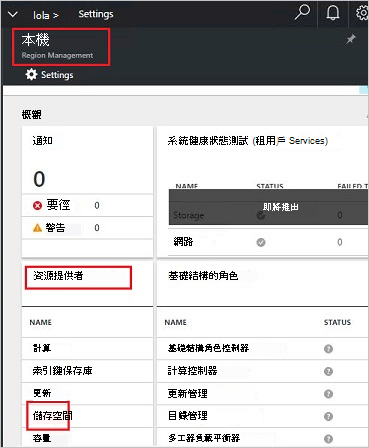 lola > Settings
本機
Region Management
Settings
概觀
通知
0
要徑 0
警告 0
系統健康狀態測試 (租用戶 Services)
NAME STATUS FAILED T
Storage 0
即將推出
網路 0
資源提供者
NAME
計算
索引鍵保存庫
更新
儲存空間
容量
基礎結構的角色
NAME STATUS
基礎結構角色控制器
計算控制器
更新管理
目錄管理
多工器負載平衡器